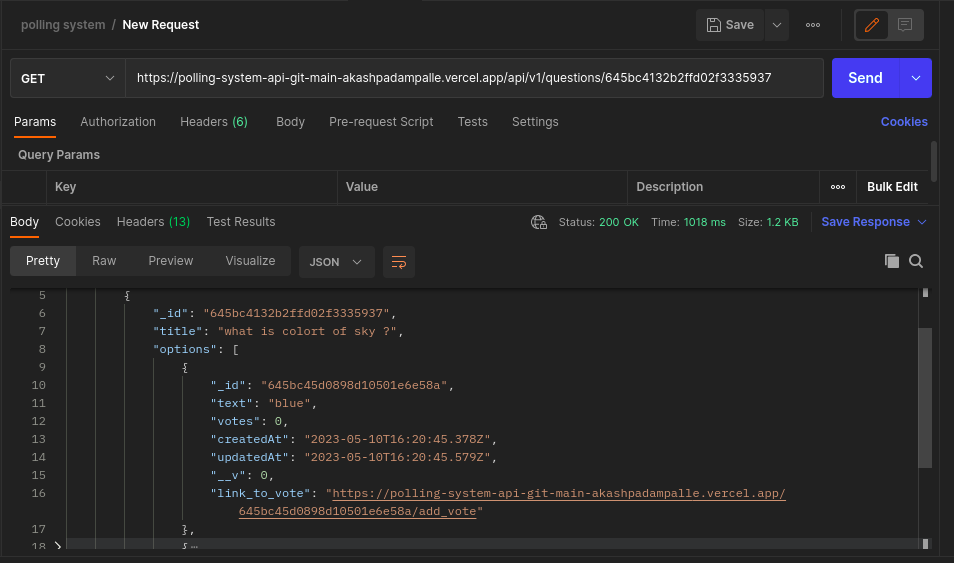 polling system / New Request
Save
GET
https://polling-system-api-git-main-akashpadampalle.vercel.app/api/v1/questions/645bc4132b2ffd02f3335937
Send
Params Authorization Headers (6) Body Pre-request Script Tests Settings Cookies
Query Params
Key Value Description Bulk Edit
Body Cookies Headers (13) Test Results Status: 200 OK Time: 1018 ms Size: 1.2 KB Save Response
Pretty Raw Preview Visualize JSON
5 {
6 "_id": "645bc4132b2ffd02f3335937",
7 "title": "what is colort of sky ?",
8 "options": [
9 {
10 "_id": "645bc45d0898d10501e6e58a",
11 "text": "blue",
12 "votes": 0,
13 "createdAt": "2023-05-10T16:20:45.378Z",
14 "updatedAt": "2023-05-10T16:20:45.579Z",
15 "__v": 0,
16 "link_to_vote": "https://polling-system-api-git-main-akashpadampalle.vercel.app/
645bc45d0898d10501e6e58a/add_vote"
17 },
18 { …